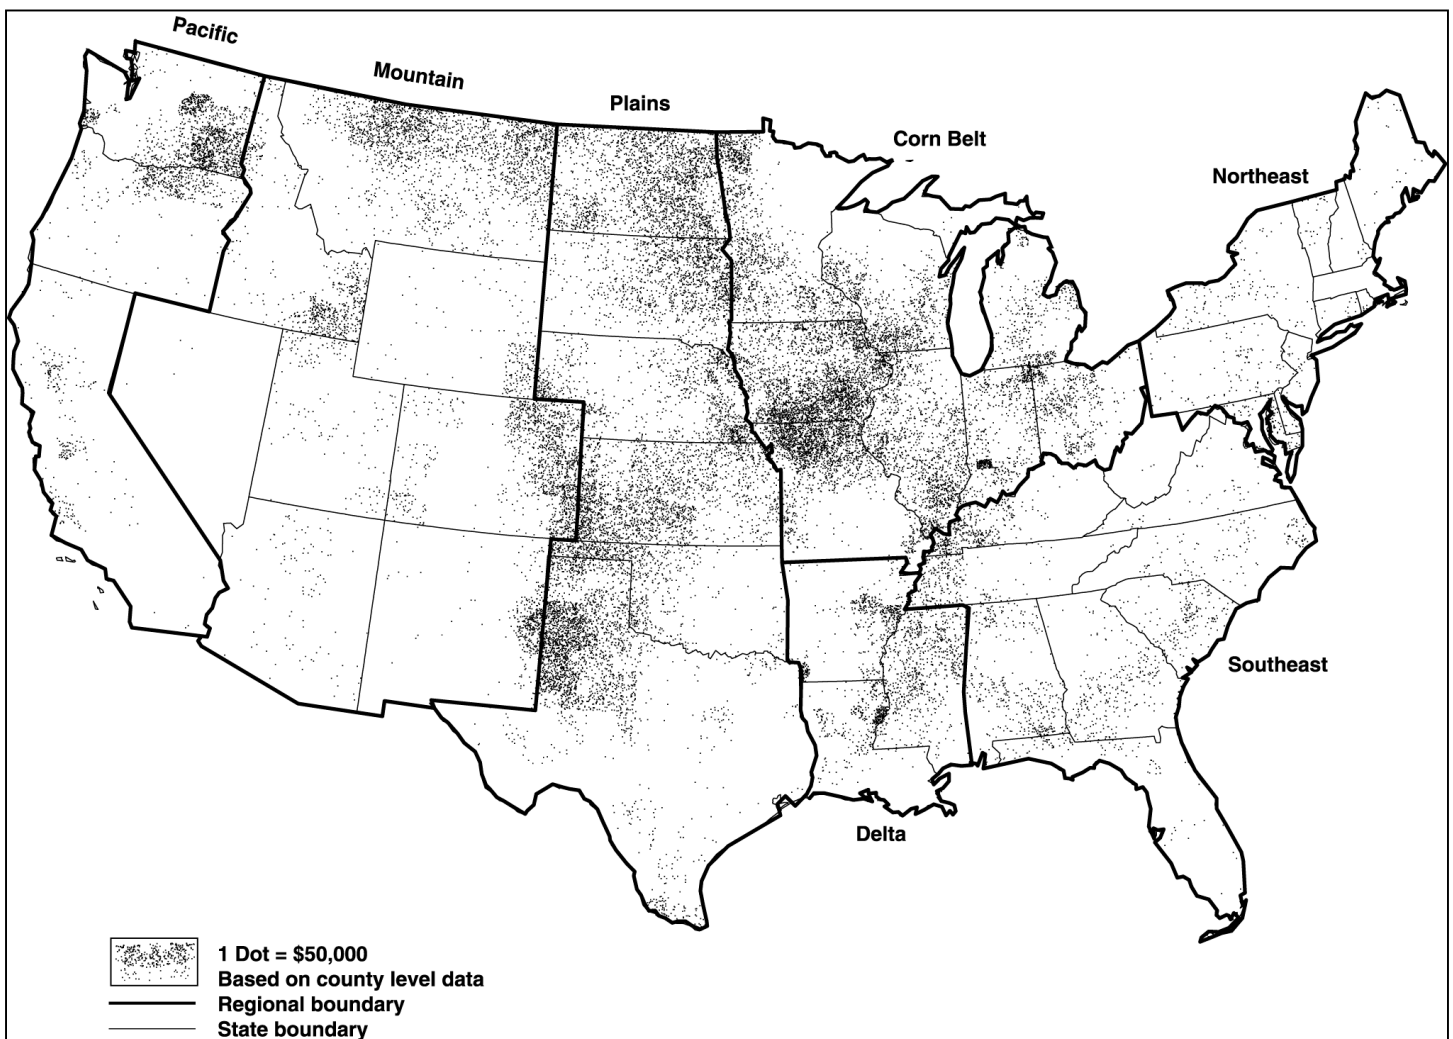 Pacific
Mountain
Plains
Corn Belt
Northeast
Southeast
Delta
1 Dot = $50,000
Based on county level data
Regional boundary
State boundary